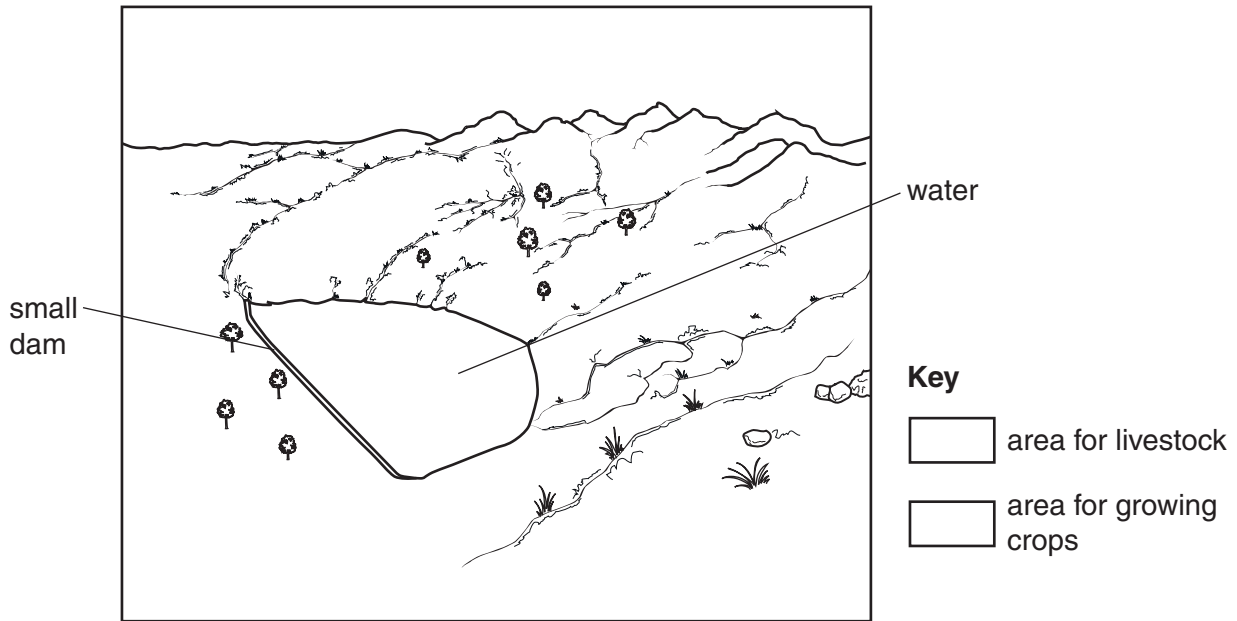 water
small
dam
Key
area for livestock
area for growing
crops